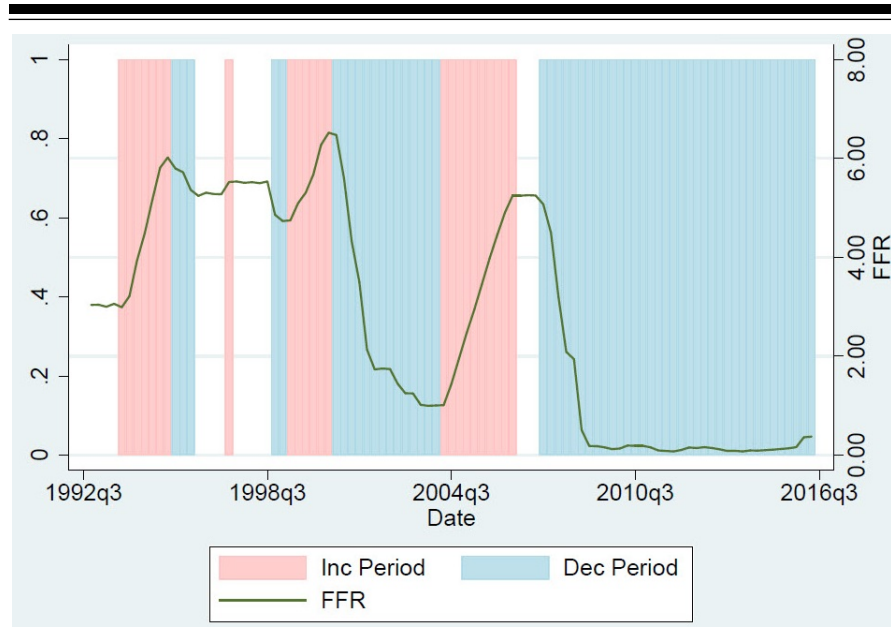 1
.8
.6
.4
.2
0
8.00
6.00
4.00
2.00
0.00
FFR
1992q3
1998q3
2004q3
2010q3
2016q3
Date
Inc Period
Dec Period
FFR